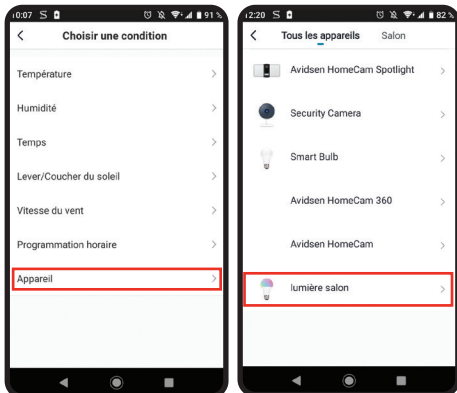 10:07 S 91 %
Choisir une condition
Température
Humidité
Temps
Lever/Coucher du soleil
Vitesse du vent
Programmation horaire
Appareil
12:20 S 82 %
Tous les appareils Salon
Avidsen HomeCam Spotlight
Security Camera
Smart Bulb
Avidsen HomeCam 360
Avidsen HomeCam
lumière salon